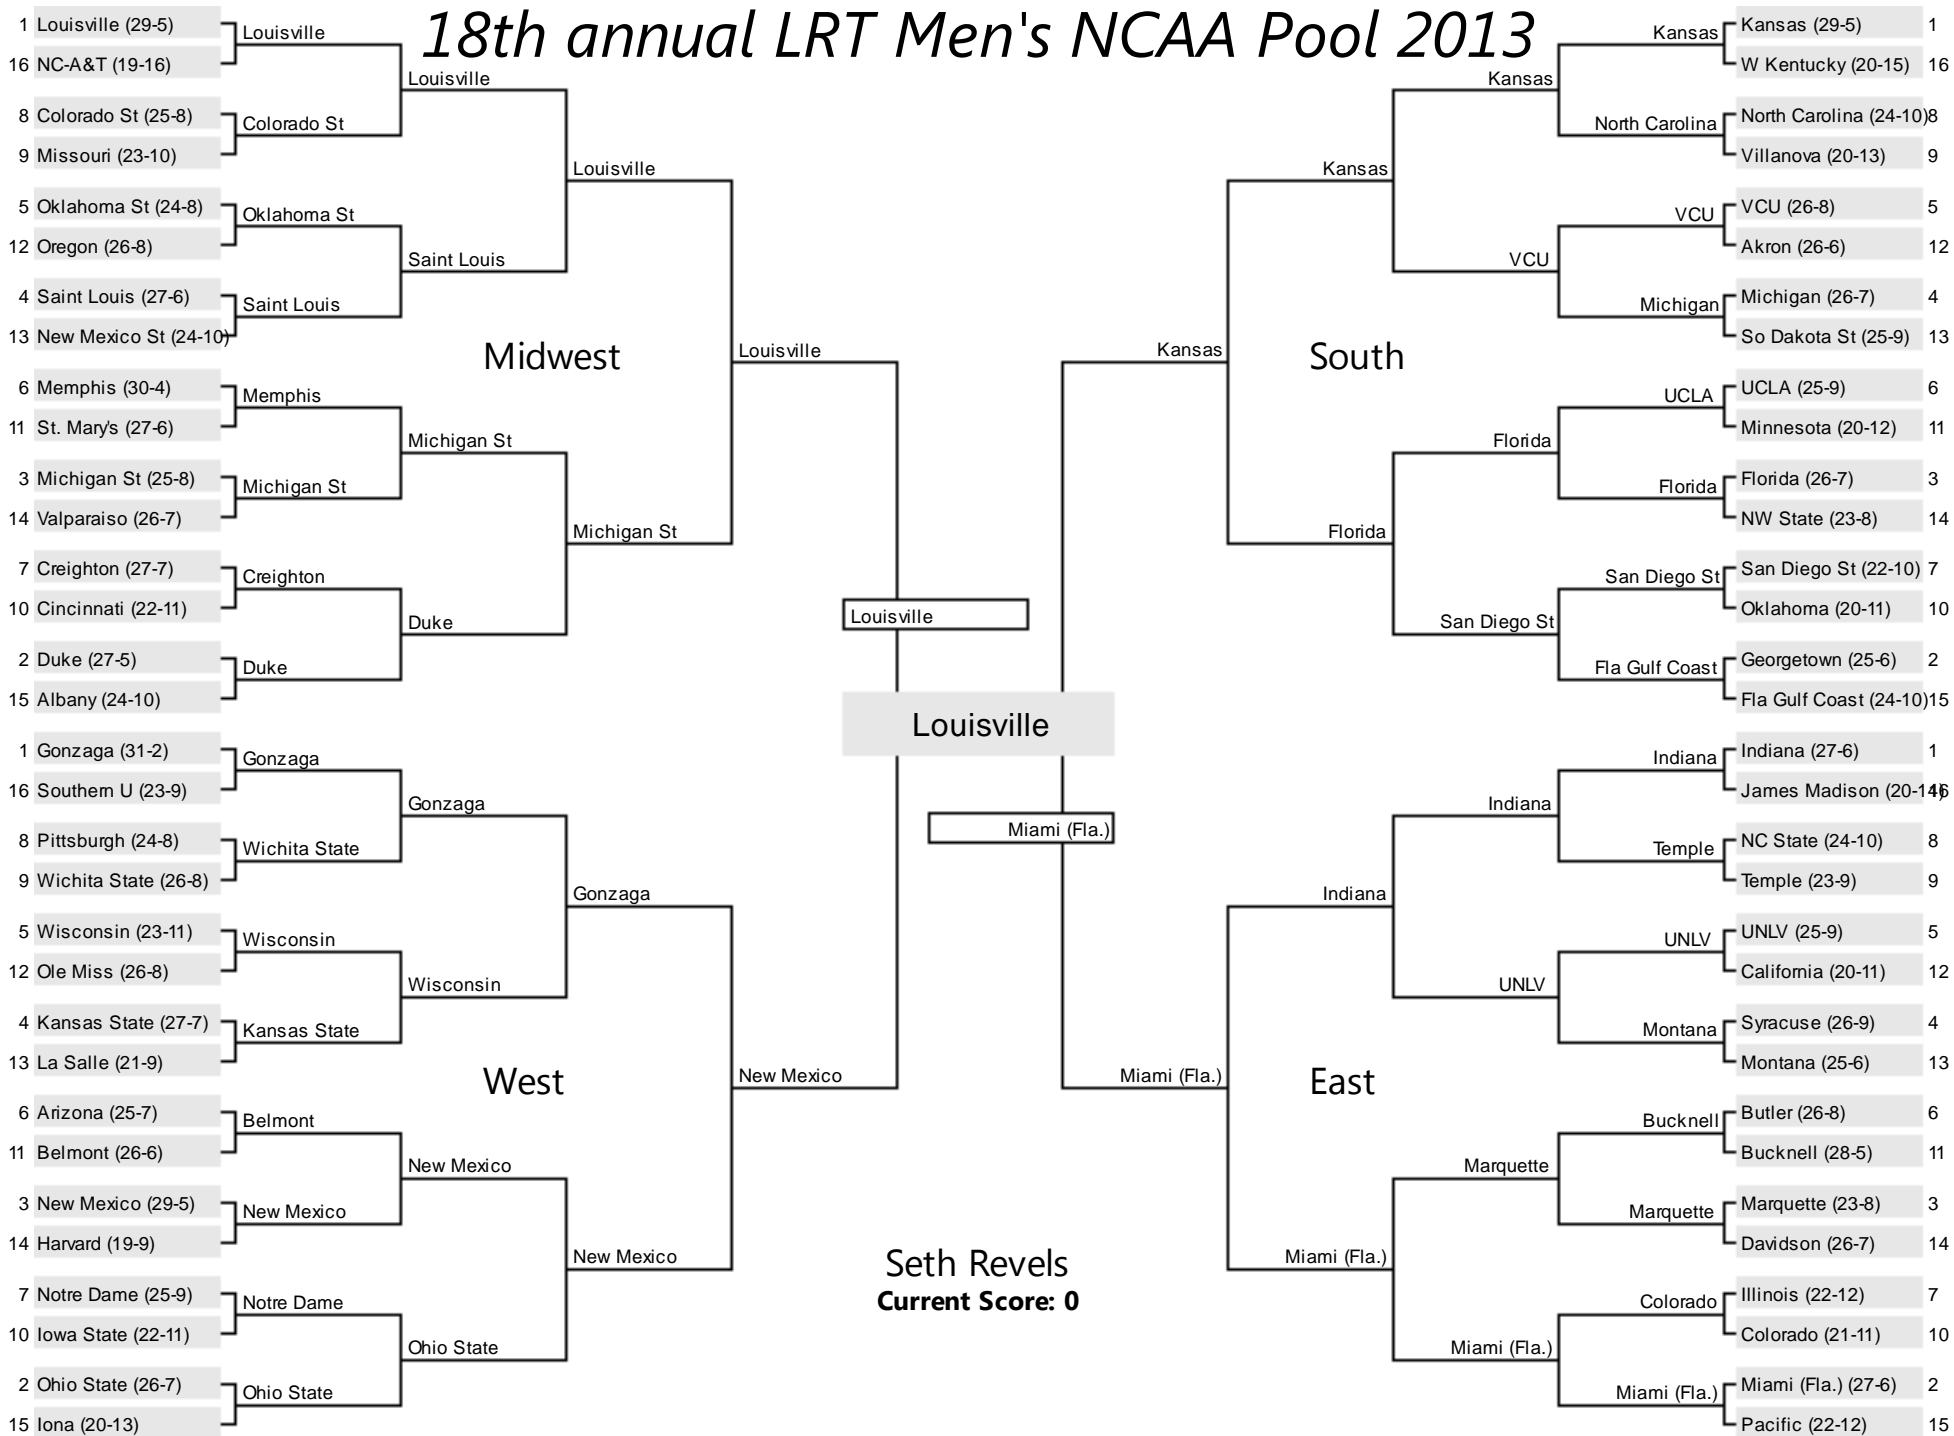 18th annual LRT Men's NCAA Pool 2013
1 Louisville (29-5)
16 NC-A&T (19-16)
8 Colorado St (25-8)
9 Missouri (23-10)
5 Oklahoma St (24-8)
12 Oregon (26-8)
4 Saint Louis (27-6)
13 New Mexico St (24-10)
6 Memphis (30-4)
11 St. Mary's (27-6)
3 Michigan St (25-8)
14 Valparaiso (26-7)
7 Creighton (27-7)
10 Cincinnati (22-11)
2 Duke (27-5)
15 Albany (24-10)
Louisville
Colorado St
Oklahoma St
Saint Louis
Memphis
Michigan St
Creighton
Duke
Louisville
Saint Louis
Michigan St
Duke
Louisville
Michigan St
Louisville
Midwest
1 Gonzaga (31-2)
16 Southern U (23-9)
8 Pittsburgh (24-8)
9 Wichita State (26-8)
5 Wisconsin (23-11)
12 Ole Miss (26-8)
4 Kansas State (27-7)
13 La Salle (21-9)
6 Arizona (25-7)
11 Belmont (26-6)
3 New Mexico (29-5)
14 Harvard (19-9)
7 Notre Dame (25-9)
10 Iowa State (22-11)
2 Ohio State (26-7)
15 Iona (20-13)
Gonzaga
Wichita State
Wisconsin
Kansas State
Belmont
New Mexico
Notre Dame
Ohio State
Gonzaga
Wisconsin
New Mexico
Ohio State
Gonzaga
New Mexico
New Mexico
West
Louisville
Louisville
Miami (Fla.)
Seth Revels
Current Score: 0
Kansas (29-5) 1
W Kentucky (20-15) 16
North Carolina (24-10) 8
Villanova (20-13) 9
VCU (26-8) 5
Akron (26-6) 12
Michigan (26-7) 4
So Dakota St (25-9) 13
UCLA (25-9) 6
Minnesota (20-12) 11
Florida (26-7) 3
NW State (23-8) 14
San Diego St (22-10) 7
Oklahoma (20-11) 10
Georgetown (25-6) 2
Fla Gulf Coast (24-10) 15
Kansas
North Carolina
VCU
Michigan
UCLA
Florida
San Diego St
Fla Gulf Coast
Kansas
VCU
Florida
San Diego St
Kansas
Florida
Kansas
South
Indiana (27-6) 1
James Madison (20-14) 16
NC State (24-10) 8
Temple (23-9) 9
UNLV (25-9) 5
California (20-11) 12
Syracuse (26-9) 4
Montana (25-6) 13
Butler (26-8) 6
Bucknell (28-5) 11
Marquette (23-8) 3
Davidson (26-7) 14
Illinois (22-12) 7
Colorado (21-11) 10
Miami (Fla.) (27-6) 2
Pacific (22-12) 15
Indiana
Temple
UNLV
Montana
Bucknell
Marquette
Colorado
Miami (Fla.)
Indiana
UNLV
Marquette
Miami (Fla.)
Indiana
Miami (Fla.)
Miami (Fla.)
East